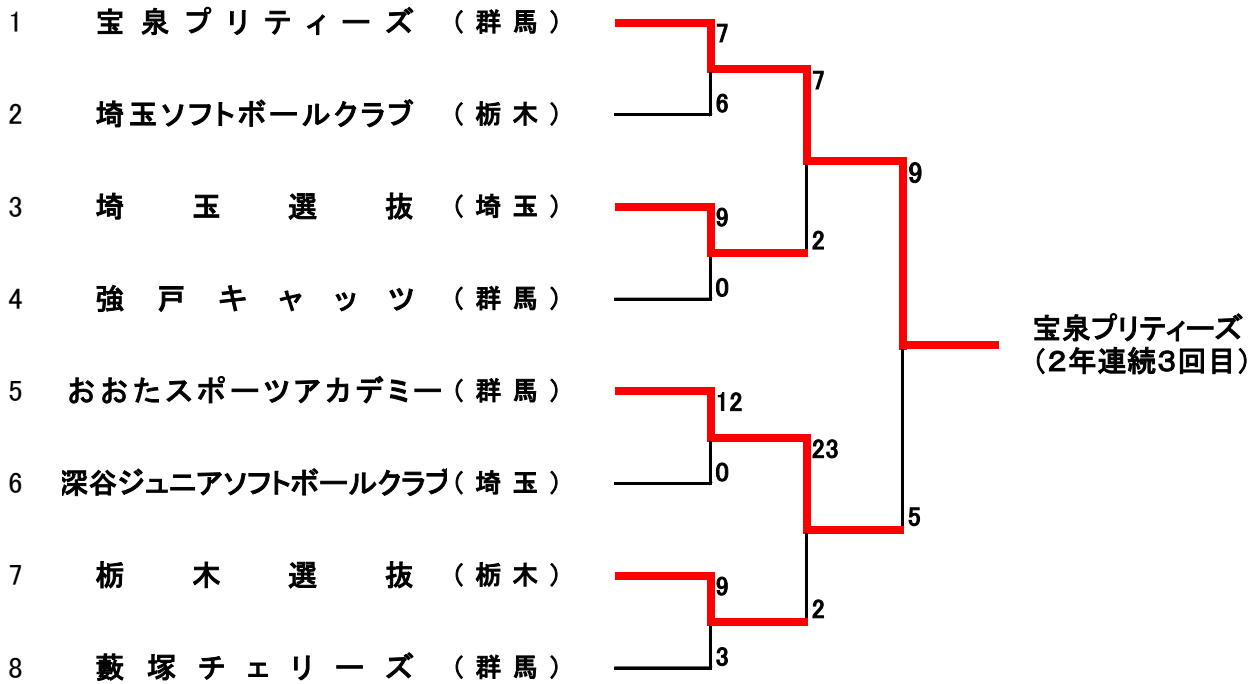 1 宝泉プリティーズ (群馬)
7
7
2 埼玉ソフトボールクラブ (栃木)
6
9
3 埼玉選抜 (埼玉)
9
2
4 強戸キャッツ (群馬)
0
宝泉プリティーズ
(2年連続3回目)
5 おおたスポーツアカデミー (群馬)
12
23
6 深谷ジュニアソフトボールクラブ (埼玉)
0
5
7 栃木選抜 (栃木)
9
2
8 藪塚チェリーズ (群馬)
3